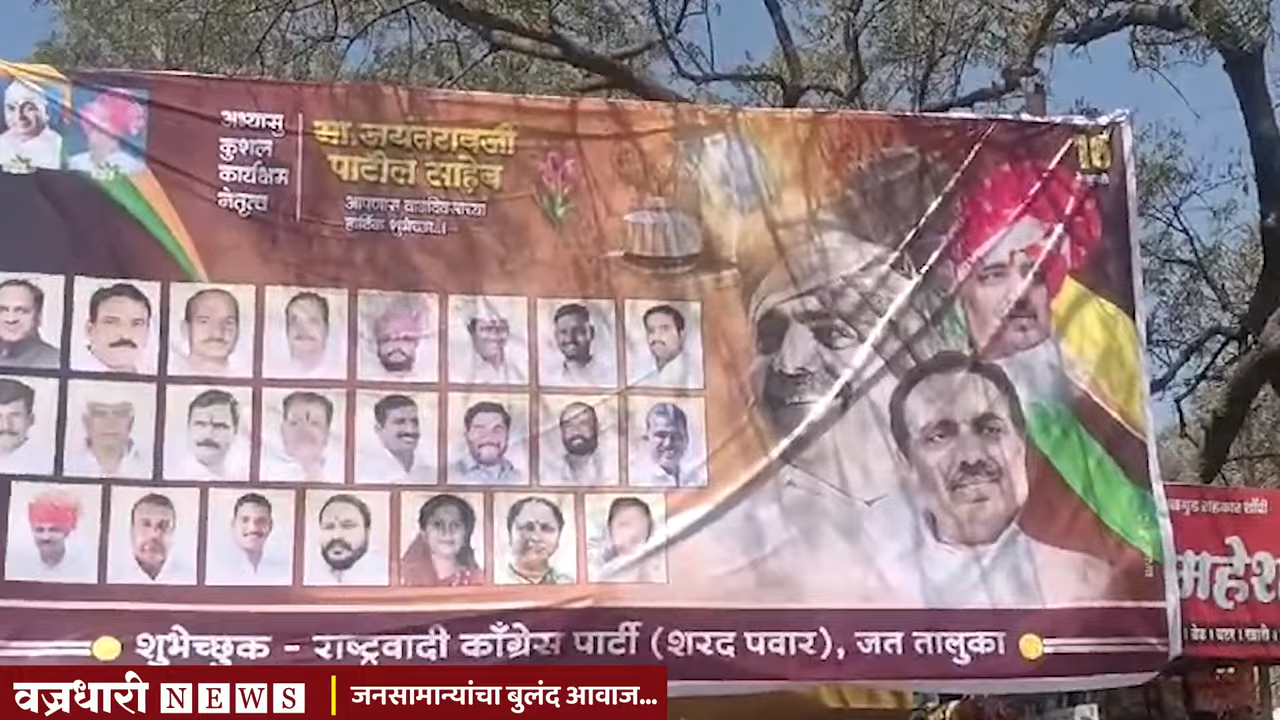 अभ्यासु
कुशल
कार्यक्षम
नेतृत्व
मा.जयंतरावजी
पाटील साहेब
आपणास वाढदिवसाच्या
हार्दिक शुभेच्छा..!
शुभेच्छुक - राष्ट्रवादी काँग्रेस पार्टी (शरद पवार), जत तालुका
सहकार शॉपी
महेश
वज्रधारी NEWS
जनसामान्यांचा बुलंद आवाज...